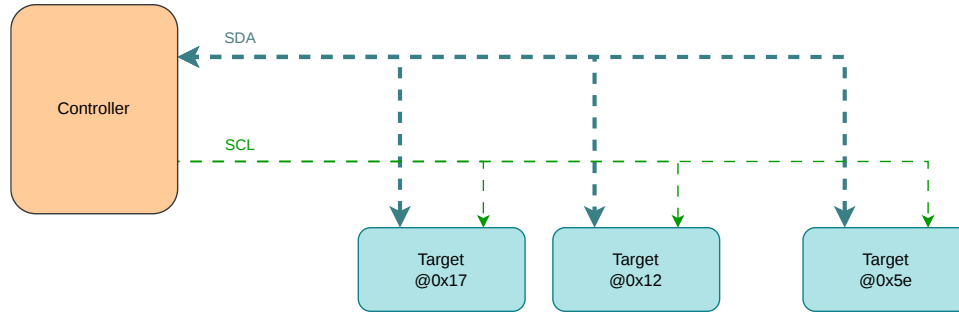 SDA
Controller
SCL
Target
@0x17
Target
@0x12
Target
@0x5e